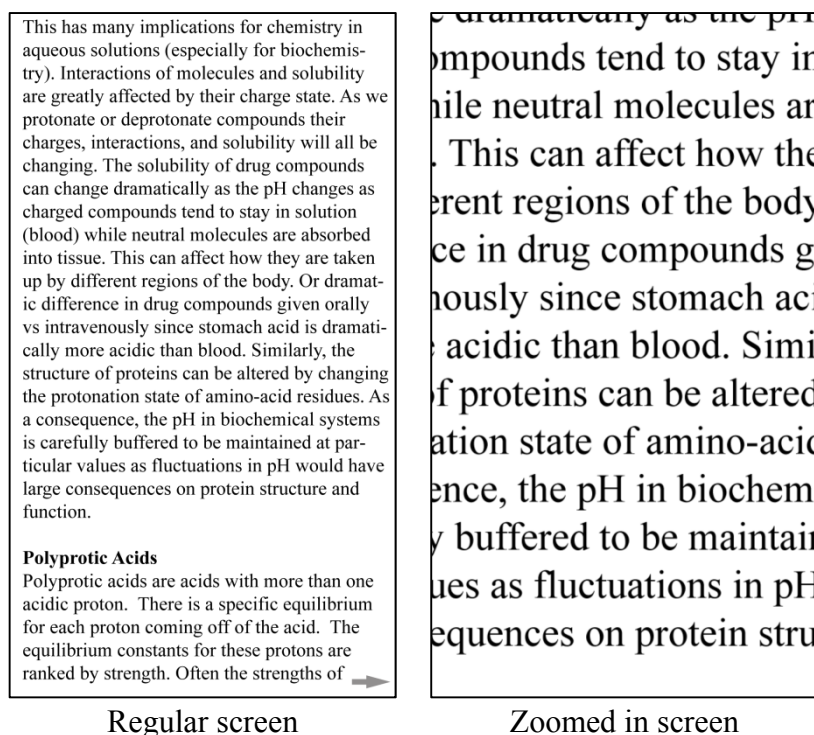 This has many implications for chemistry in
aqueous solutions (especially for biochemis-
try). Interactions of molecules and solubility
are greatly affected by their charge state. As we
protonate or deprotonate compounds their
charges, interactions, and solubility will all be
changing. The solubility of drug compounds
can change dramatically as the pH changes as
charged compounds tend to stay in solution
(blood) while neutral molecules are absorbed
into tissue. This can affect how they are taken
up by different regions of the body. Or dramat-
ic difference in drug compounds given orally
vs intravenously since stomach acid is dramati-
cally more acidic than blood. Similarly, the
structure of proteins can be altered by changing
the protonation state of amino-acid residues. As
a consequence, the pH in biochemical systems
is carefully buffered to be maintained at par-
ticular values as fluctuations in pH would have
large consequences on protein structure and
function.
Polyprotic Acids
Polyprotic acids are acids with more than one
acidic proton. There is a specific equilibrium
for each proton coming off of the acid. The
equilibrium constants for these protons are
ranked by strength. Often the strengths of
Regular screen
e dramatically as the pH
ompounds tend to stay in
hile neutral molecules ar
. This can affect how the
erent regions of the body
ce in drug compounds g
nously since stomach aci
acidic than blood. Simi
of proteins can be altered
ation state of amino-acid
ence, the pH in biochem
y buffered to be maintain
ues as fluctuations in pH
equences on protein stru
Zoomed in screen